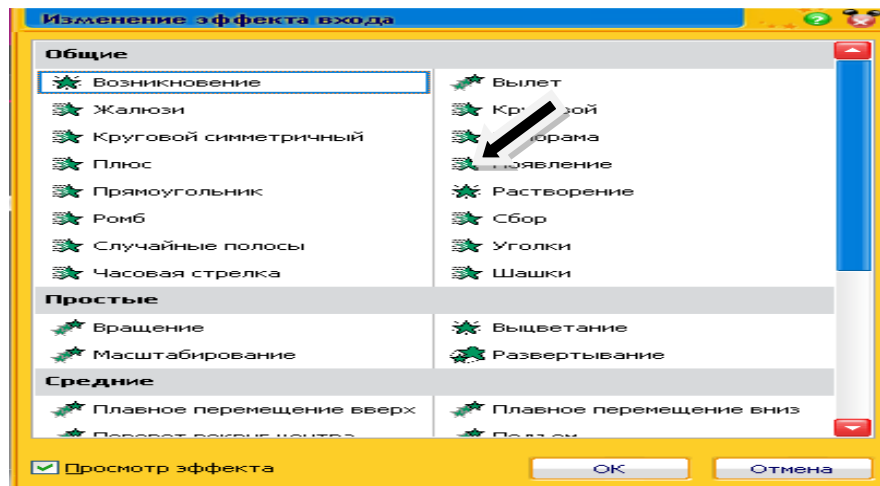 Изменение эффекта входа
Общие
Возникновение
Вылет
Жалюзи
Круговой симметричный
Плюс
Появление
Прямоугольник
Растворение
Ромб
Сбор
Случайные полосы
Уголки
Часовая стрелка
Шашки
Простые
Вращение
Выцветание
Масштабирование
Развертывание
Средние
Плавное перемещение вверх
Плавное перемещение вниз
Просмотр эффекта
ОК
Отмена